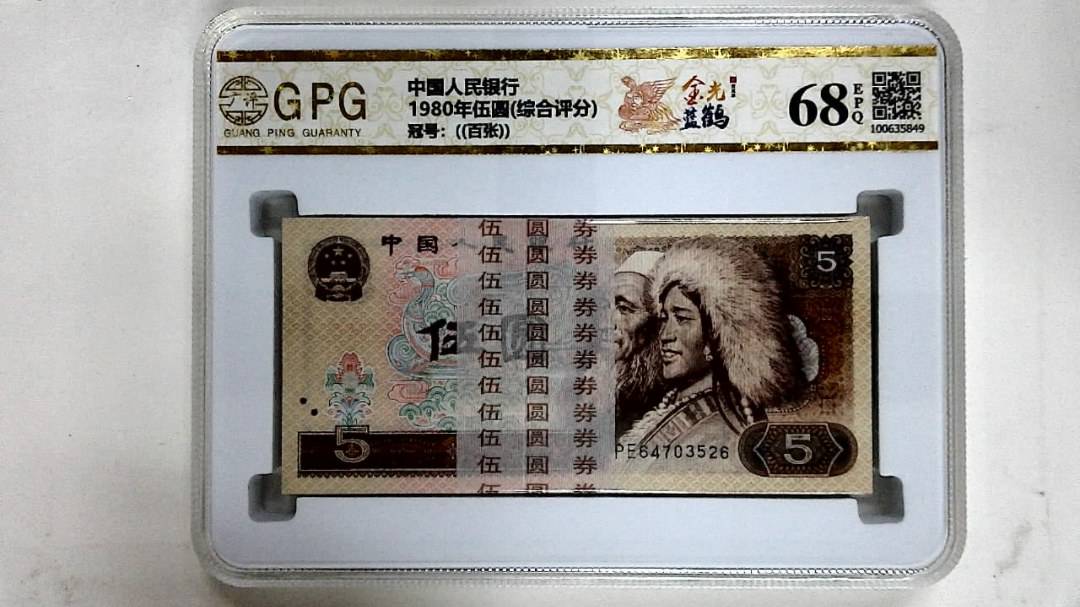 GPG
GUANG PING GUARANTY
中国人民银行
1980年伍圆(综合评分)
冠号：((百张))
金光
蓝鹤
68
EPQ
100635849
中国人
伍圆
伍 圆 券
伍 圆 券
伍 圆 券
伍 圆 券
伍 圆 券
伍 圆 券
伍 圆 券
伍 圆 券
伍 圆 券
伍 圆 券
伍 圆 券
5
5
PE64703526
5